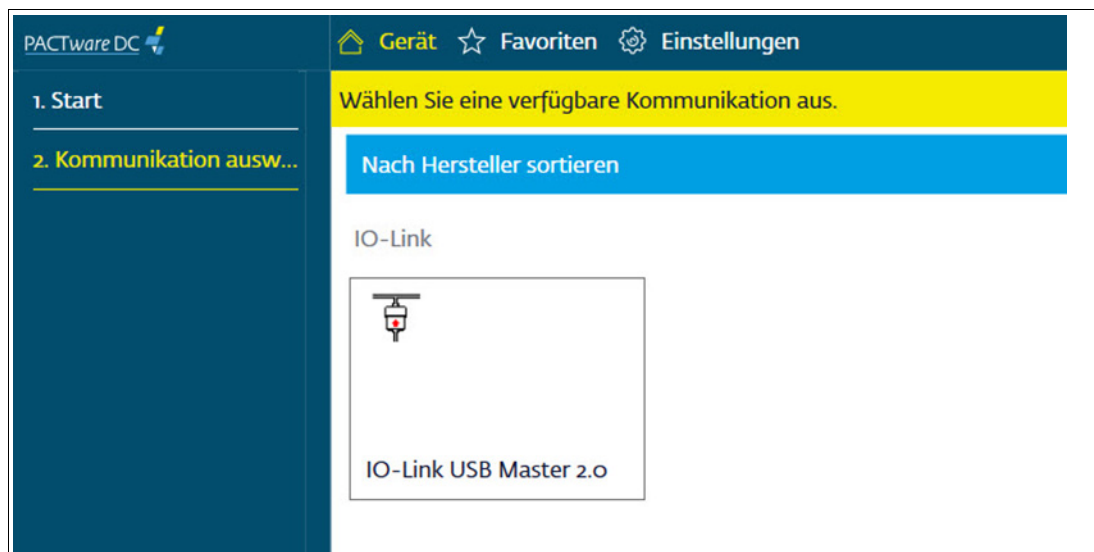 PACTware DC
Gerät Favoriten Einstellungen
1. Start
2. Kommunikation ausw...
Wählen Sie eine verfügbare Kommunikation aus.
Nach Hersteller sortieren
IO-Link
IO-Link USB Master 2.0